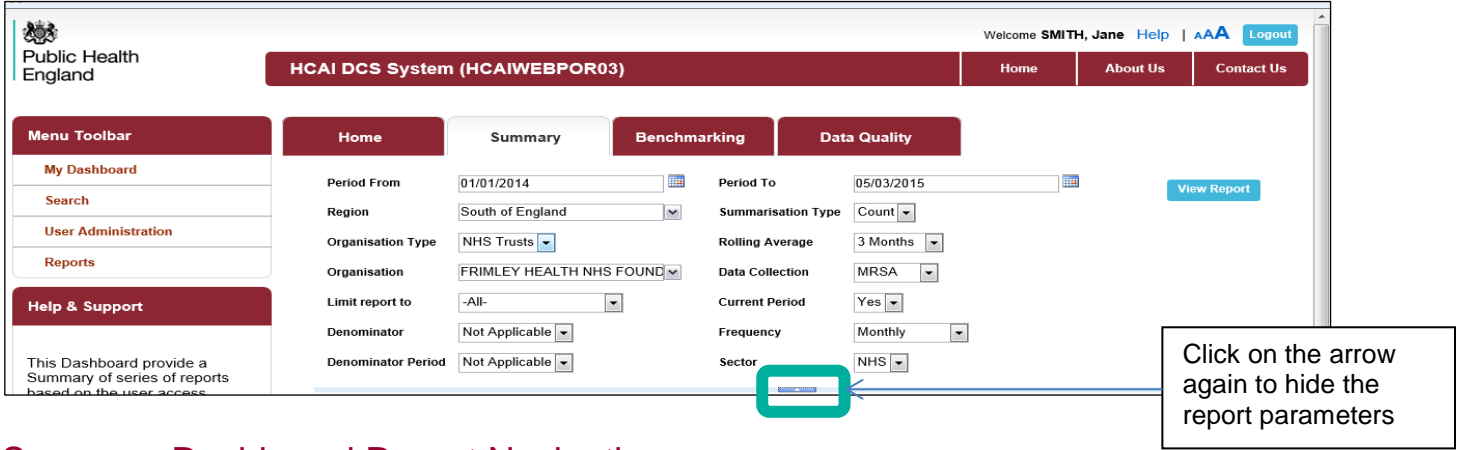 Welcome SMITH, Jane Help | AAA Logout
Public Health
England
HCAI DCS System (HCAIWEBPOR03)
Home About Us Contact Us
Menu Toolbar
My Dashboard
Search
User Administration
Reports
Help & Support
This Dashboard provide a
Summary of series of reports
based on the user access
Home Summary Benchmarking Data Quality
Period From 01/01/2014 Period To 05/03/2015 View Report
Region South of England Summarisation Type Count
Organisation Type NHS Trusts Rolling Average 3 Months
Organisation FRIMLEY HEALTH NHS FOUND Data Collection MRSA
Limit report to -All- Current Period Yes
Denominator Not Applicable Frequency Monthly
Denominator Period Not Applicable Sector NHS
Click on the arrow
again to hide the
report parameters